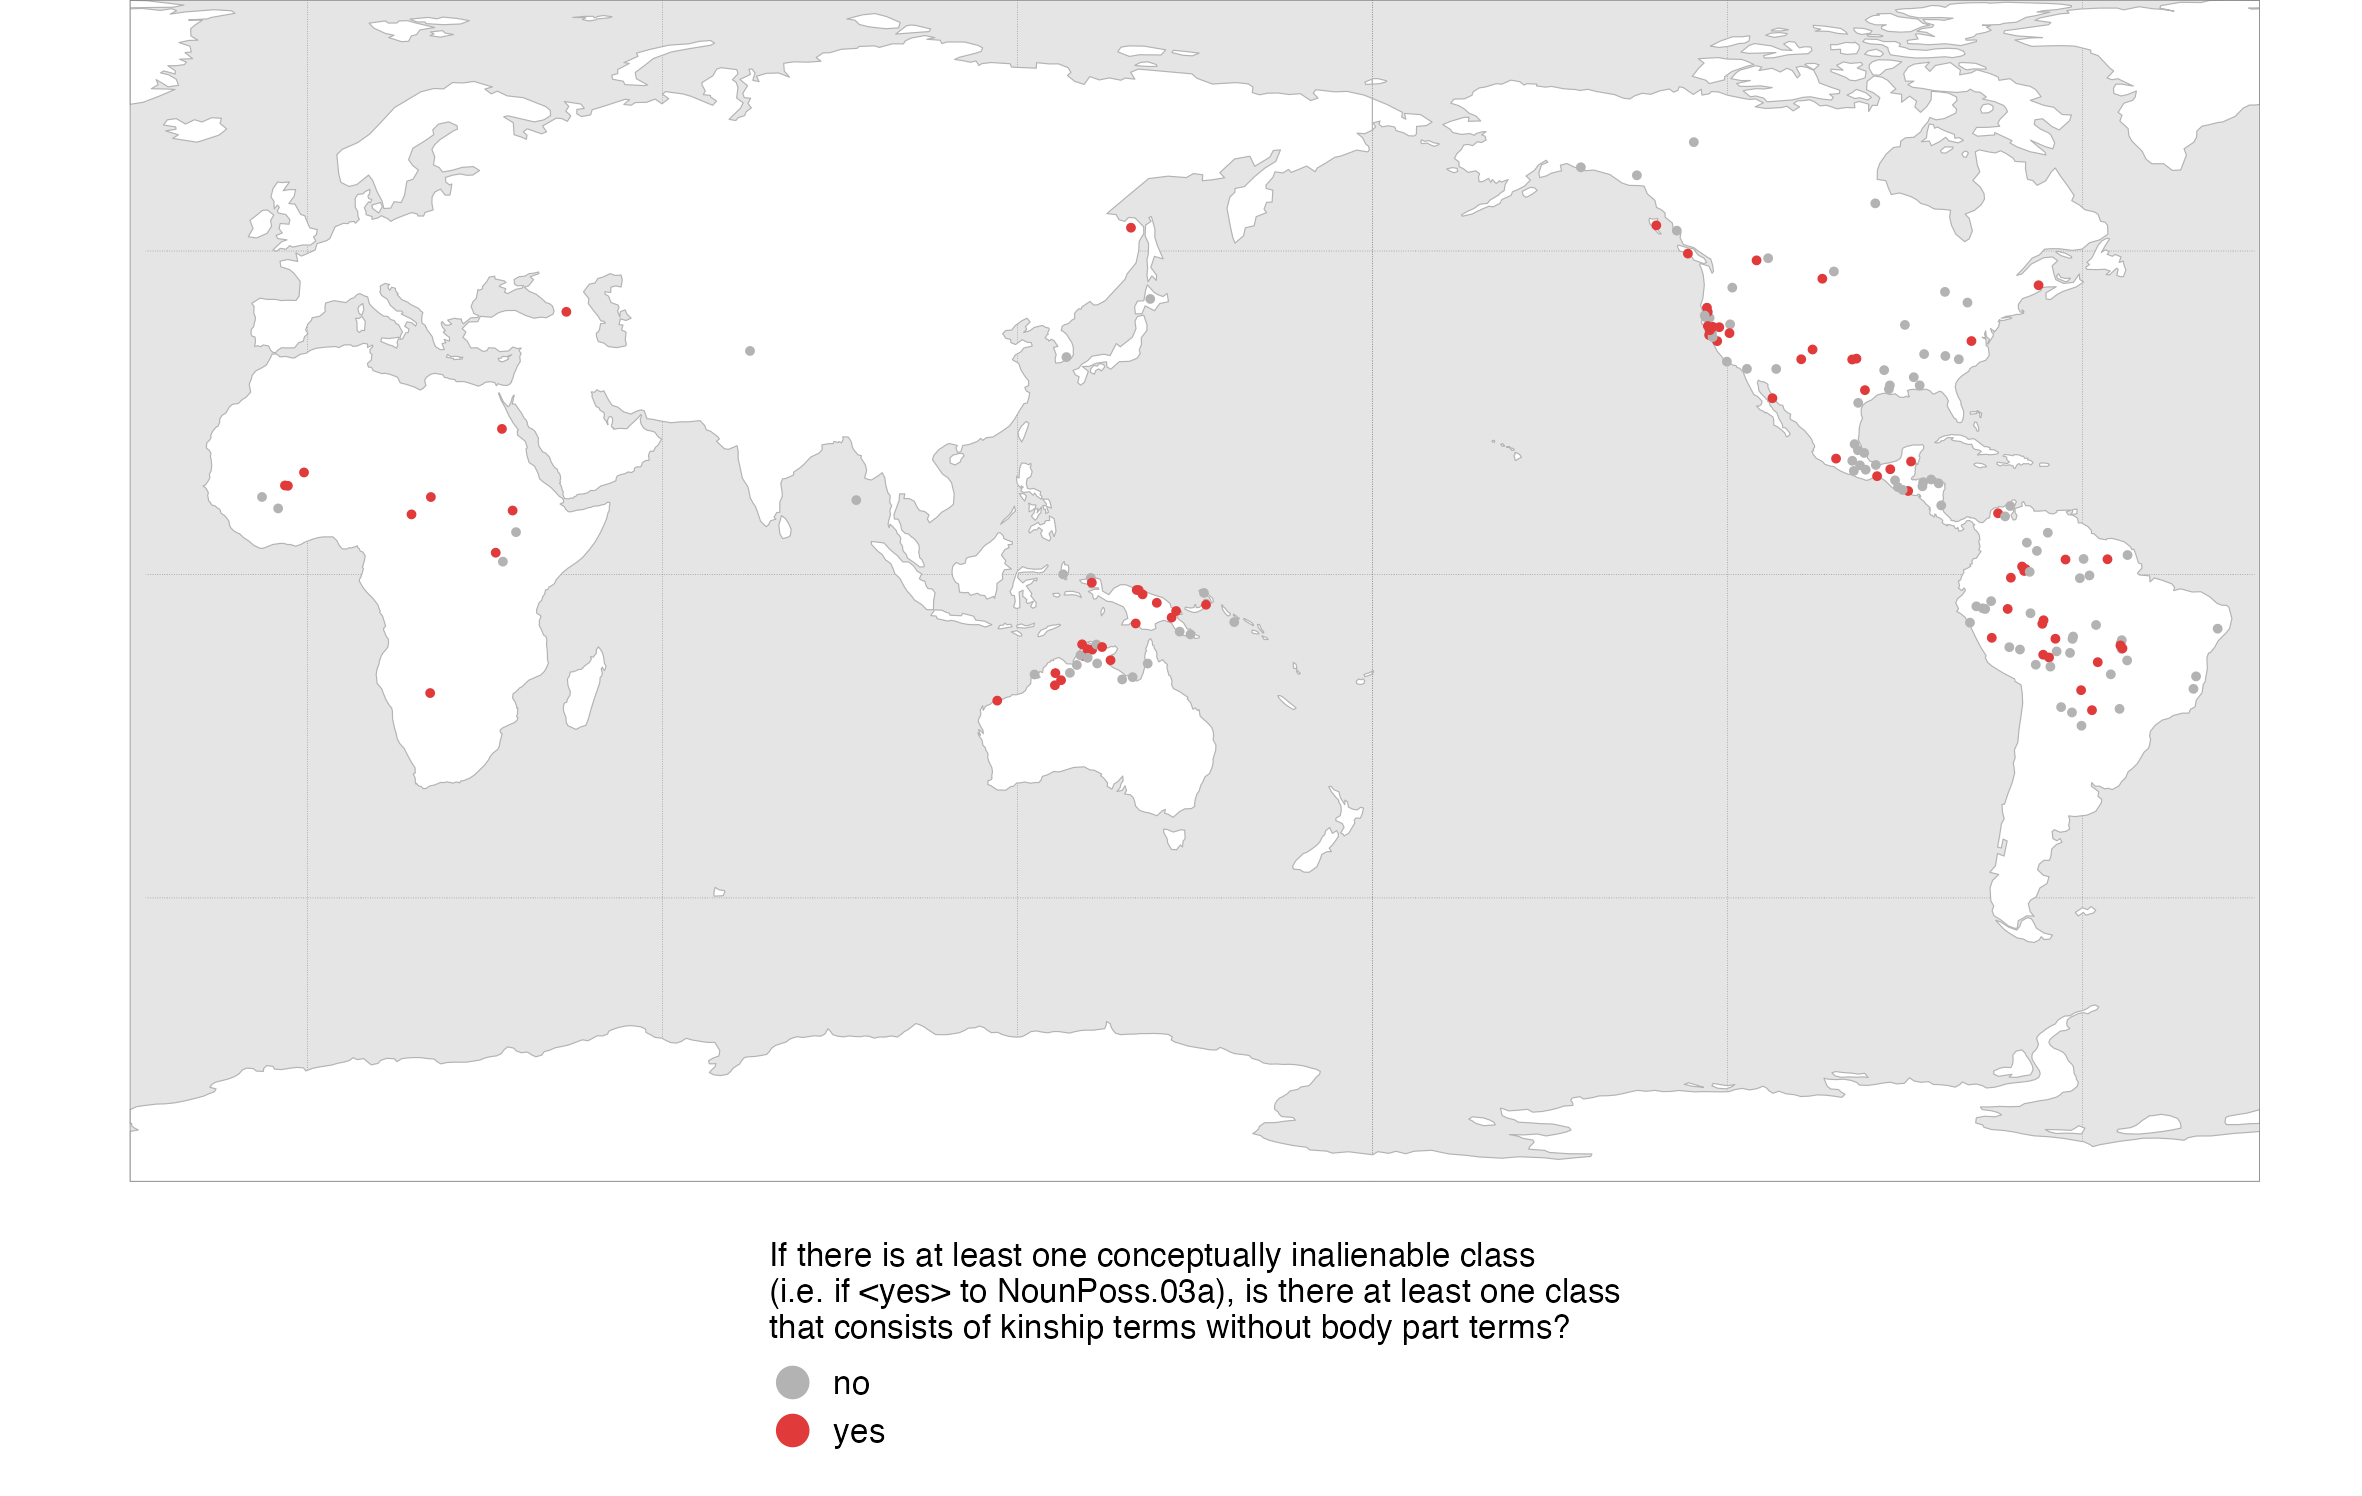 If there is at least one conceptually inalienable class
(i.e. if <yes> to NounPoss.03a), is there at least one class
that consists of kinship terms without body part terms?
no
yes